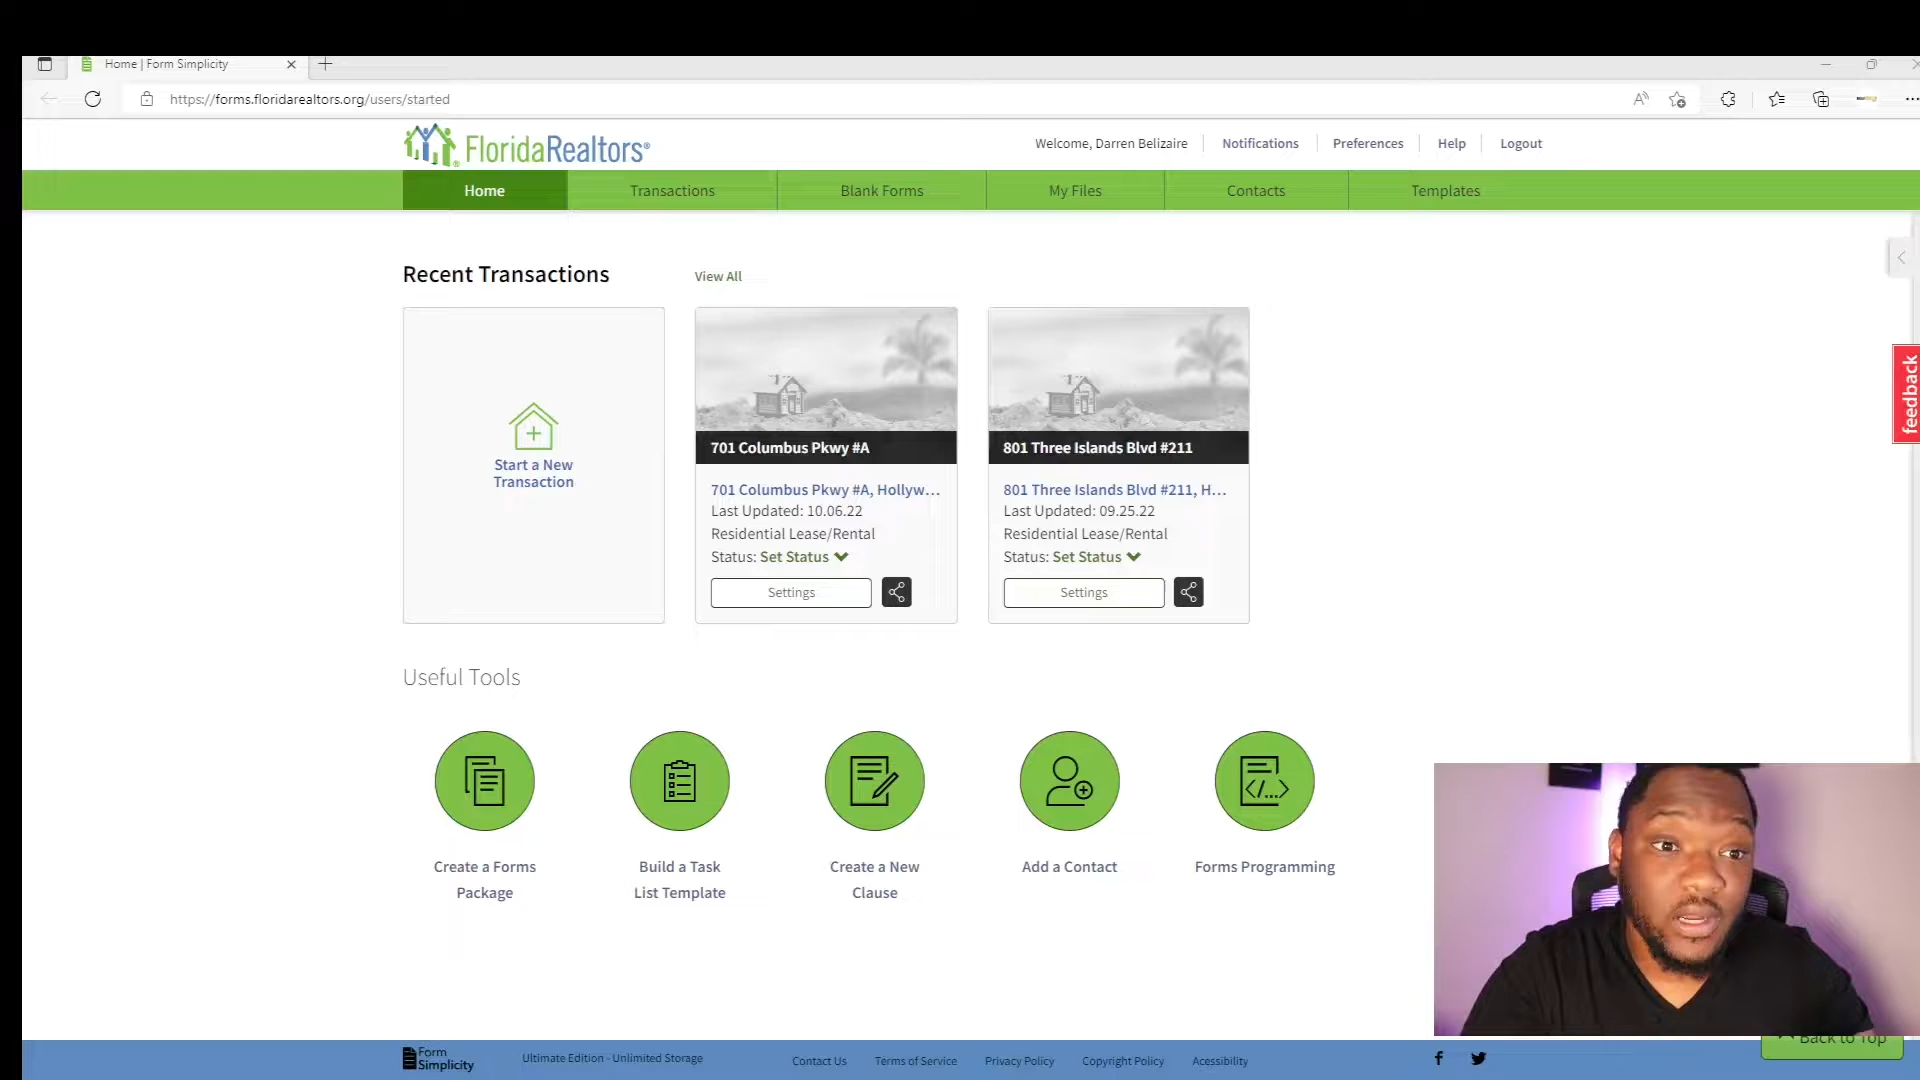 Home | Form Simplicity
https://forms.floridarealtors.org/users/started
FloridaRealtors®
Welcome, Darren Belizaire
Notifications
Preferences
Help
Logout
Home
Transactions
Blank Forms
My Files
Contacts
Templates
Recent Transactions
View All
feedback
Start a New
Transaction
701 Columbus Pkwy #A
701 Columbus Pkwy #A, Hollyw...
Last Updated: 10.06.22
Residential Lease/Rental
Status: Set Status
Settings
801 Three Islands Blvd #211
801 Three Islands Blvd #211, H...
Last Updated: 09.25.22
Residential Lease/Rental
Status: Set Status
Settings
Useful Tools
Create a Forms
Package
Build a Task
List Template
Create a New
Clause
Add a Contact
</...>
Forms Programming
Back to Top
Form
Simplicity
Ultimate Edition - Unlimited Storage
Contact Us
Terms of Service
Privacy Policy
Copyright Policy
Acessibility